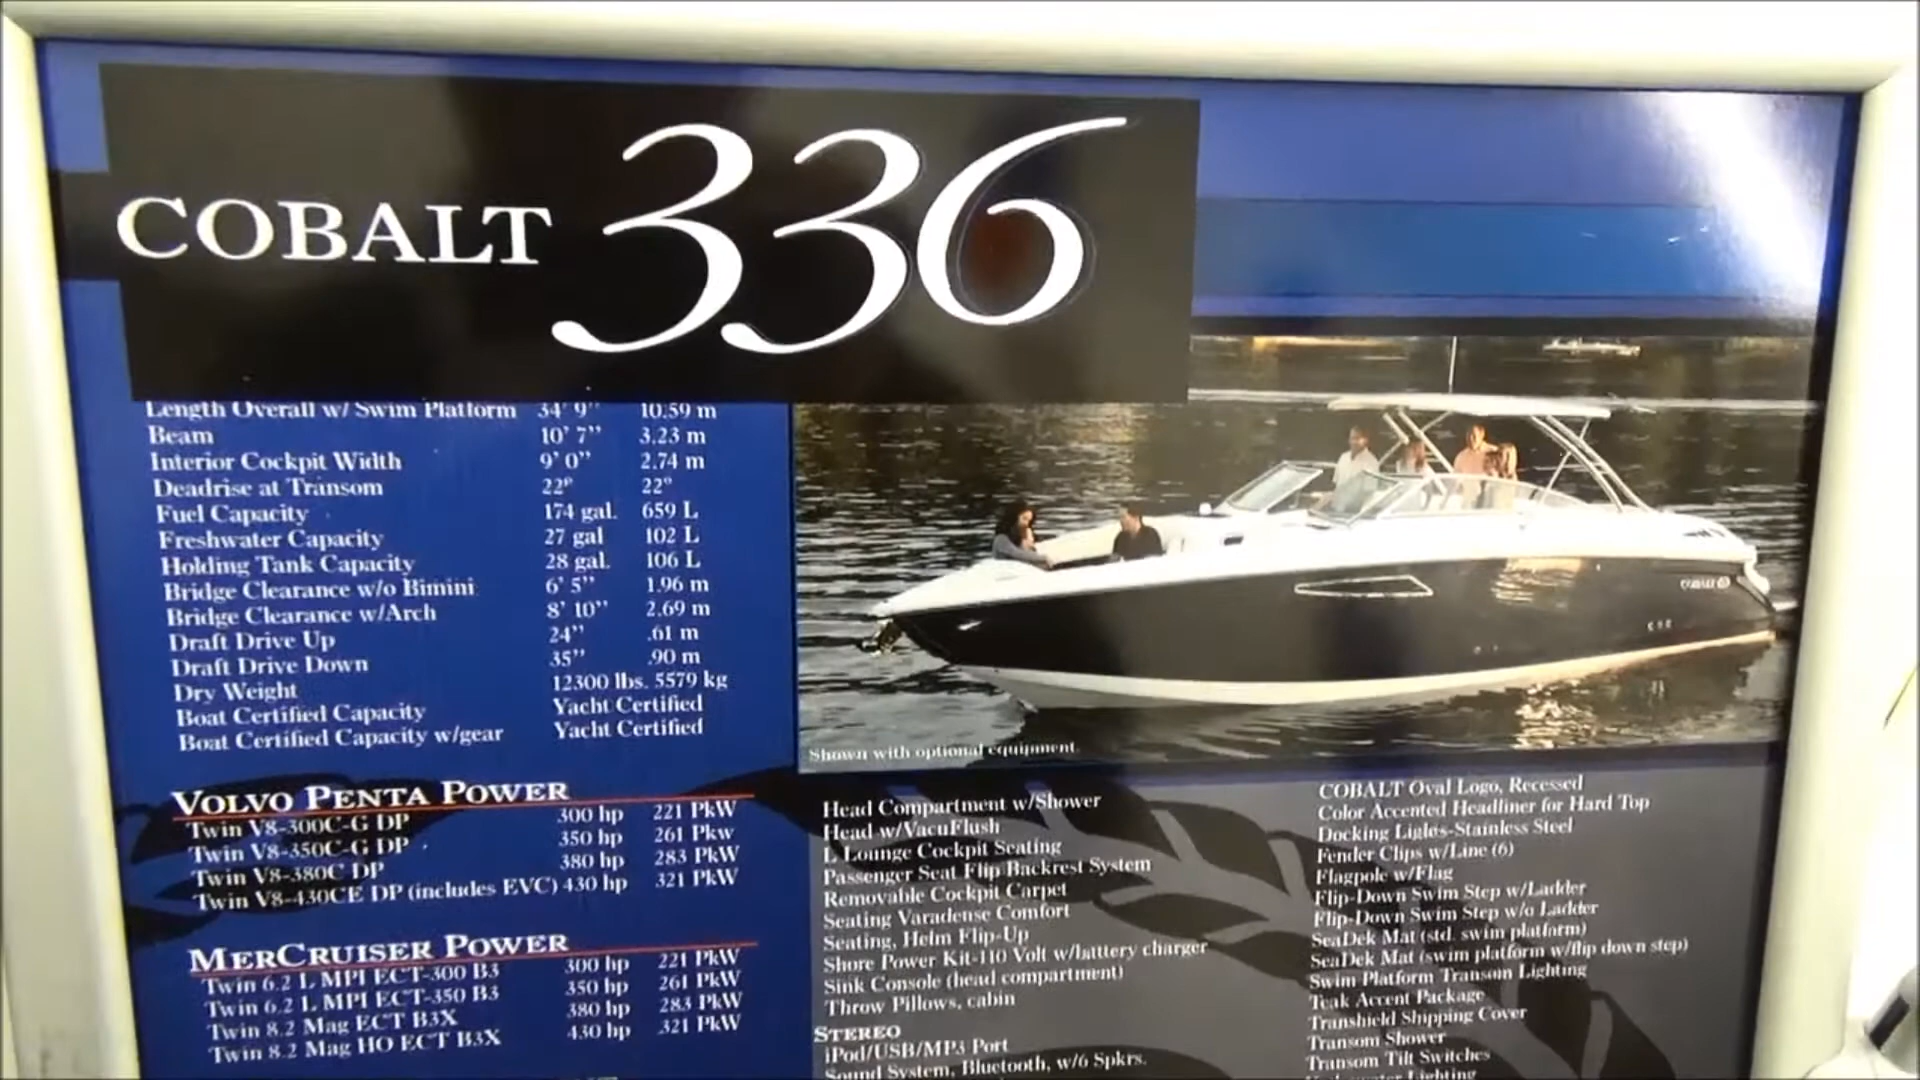 COBALT 336
Length Overall w/ Swim Platform 34' 9" 10.59 m
Beam 10' 7" 3.23 m
Interior Cockpit Width 9' 0" 2.74 m
Deadrise at Transom 22° 22°
Fuel Capacity 174 gal. 659 L
Freshwater Capacity 27 gal 102 L
Holding Tank Capacity 28 gal. 106 L
Bridge Clearance w/o Bimini 6' 5" 1.96 m
Bridge Clearance w/Arch 8' 10" 2.69 m
Draft Drive Up 24" .61 m
Draft Drive Down 35" .90 m
Dry Weight 12300 lbs. 5579 kg
Boat Certified Capacity Yacht Certified
Boat Certified Capacity w/gear Yacht Certified
VOLVO PENTA POWER
Twin V8-300C-G DP 300 hp 221 PkW
Twin V8-350C-G DP 350 hp 261 Pkw
Twin V8-380C DP 380 hp 283 PkW
Twin V8-430CE DP (includes EVC) 430 hp 321 PkW
MERCRUISER POWER
Twin 6.2 L MPI ECT-300 B3 300 hp 221 PkW
Twin 6.2 L MPI ECT-350 B3 350 hp 261 PkW
Twin 8.2 Mag ECT B3X 380 hp 283 PkW
Twin 8.2 Mag HO ECT B3X 430 hp 321 PkW
COBALT
Shown with optional equipment.
Head Compartment w/Shower
Head w/VacuFlush
L Lounge Cockpit Seating
Passenger Seat Flip Backrest System
Removable Cockpit Carpet
Seating Varadense Comfort
Seating, Helm Flip-Up
Shore Power Kit-110 Volt w/battery charger
Sink Console (head compartment)
Throw Pillows, cabin
STEREO
iPod/USB/MP3 Port
Sound System, Bluetooth, w/6 Spkrs.
COBALT Oval Logo, Recessed
Color Accented Headliner for Hard Top
Docking Lights-Stainless Steel
Fender Clips w/Line (6)
Flagpole w/Flag
Flip-Down Swim Step w/Ladder
Flip-Down Swim Step w/o Ladder
SeaDek Mat (std. swim platform)
SeaDek Mat (swim platform w/flip down step)
Swim Platform Transom Lighting
Teak Accent Package
Transhield Shipping Cover
Transom Shower
Transom Tilt Switches
Lighting